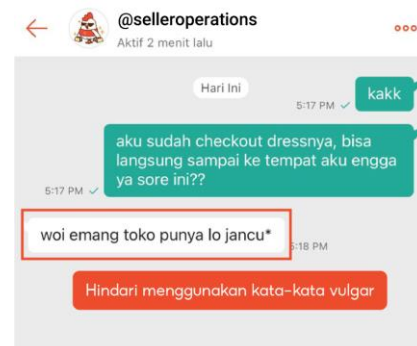 @selleroperations
Aktif 2 menit lalu
Hari Ini
kakk
5:17 PM
aku sudah checkout dressnya, bisa
langsung sampai ke tempat aku engga
ya sore ini??
5:17 PM
woi emang toko punya lo jancu*
5:18 PM
Hindari menggunakan kata-kata vulgar